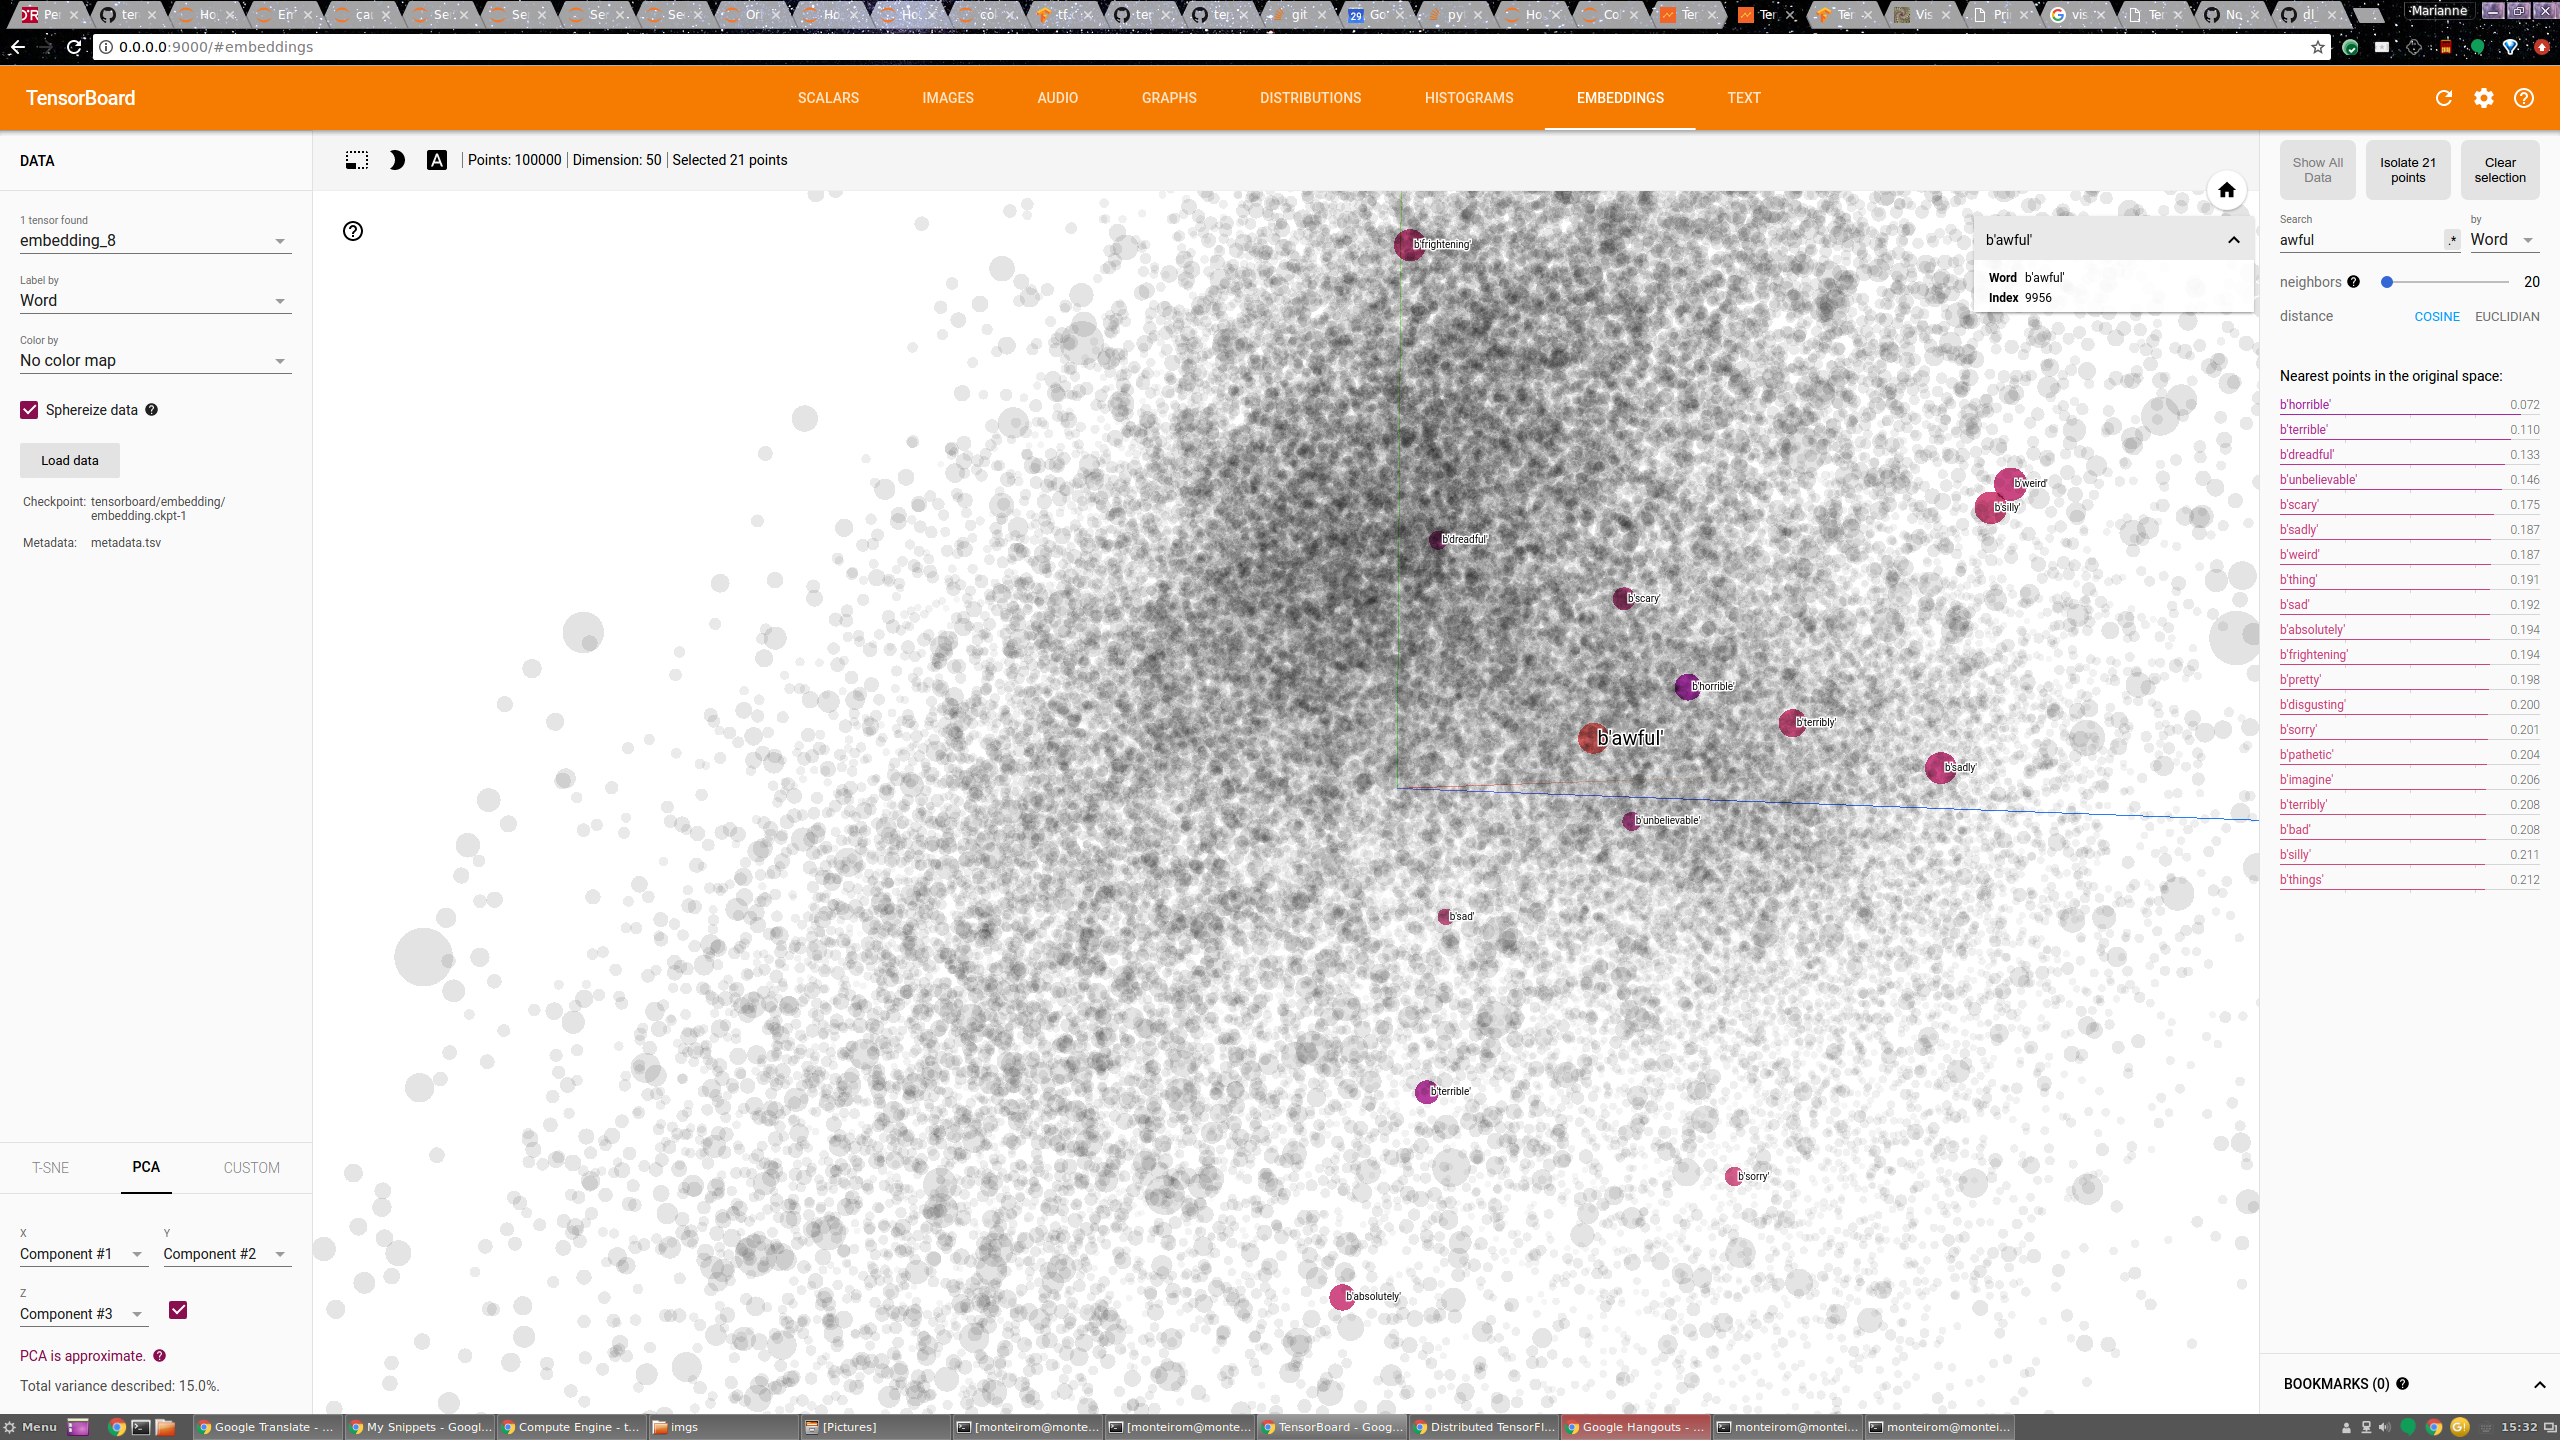 Marianne
0.0.0.0:9000/#embeddings
TensorBoard
SCALARS IMAGES AUDIO GRAPHS DISTRIBUTIONS HISTOGRAMS EMBEDDINGS TEXT
DATA
Points: 100000 | Dimension: 50 | Selected 21 points
1 tensor found
embedding_8
Label by
Word
Color by
No color map
Sphereize data
Load data
Checkpoint: tensorboard/embedding/
embedding.ckpt-1
Metadata: metadata.tsv
T-SNE PCA CUSTOM
X Y
Component #1 Component #2
Z
Component #3
PCA is approximate.
Total variance described: 15.0%.
b'frightening'
b'weird'
b'silly'
b'dreadful'
b'scary'
b'horrible'
b'terribly'
b'awful'
b'sadly'
b'unbelievable'
b'sad'
b'terrible'
b'sorry'
b'absolutely'
b'awful'
Word b'awful'
Index 9956
Show All Data
Isolate 21 points
Clear selection
Search by
awful .* Word
neighbors 20
distance COSINE EUCLIDIAN
Nearest points in the original space:
b'horrible' 0.072
b'terrible' 0.110
b'dreadful' 0.133
b'unbelievable' 0.146
b'scary' 0.175
b'sadly' 0.187
b'weird' 0.187
b'thing' 0.191
b'sad' 0.192
b'absolutely' 0.194
b'frightening' 0.194
b'pretty' 0.198
b'disgusting' 0.200
b'sorry' 0.201
b'pathetic' 0.204
b'imagine' 0.206
b'terribly' 0.208
b'bad' 0.208
b'silly' 0.211
b'things' 0.212
BOOKMARKS (0)
Menu Google Translate - ... My Snippets - Googl... Compute Engine - t... imgs [Pictures] [monteirom@monte... [monteirom@monte... TensorBoard - Goog... Distributed TensorFl... Google Hangouts - ... monteirom@montei... monteirom@montei... 15:32